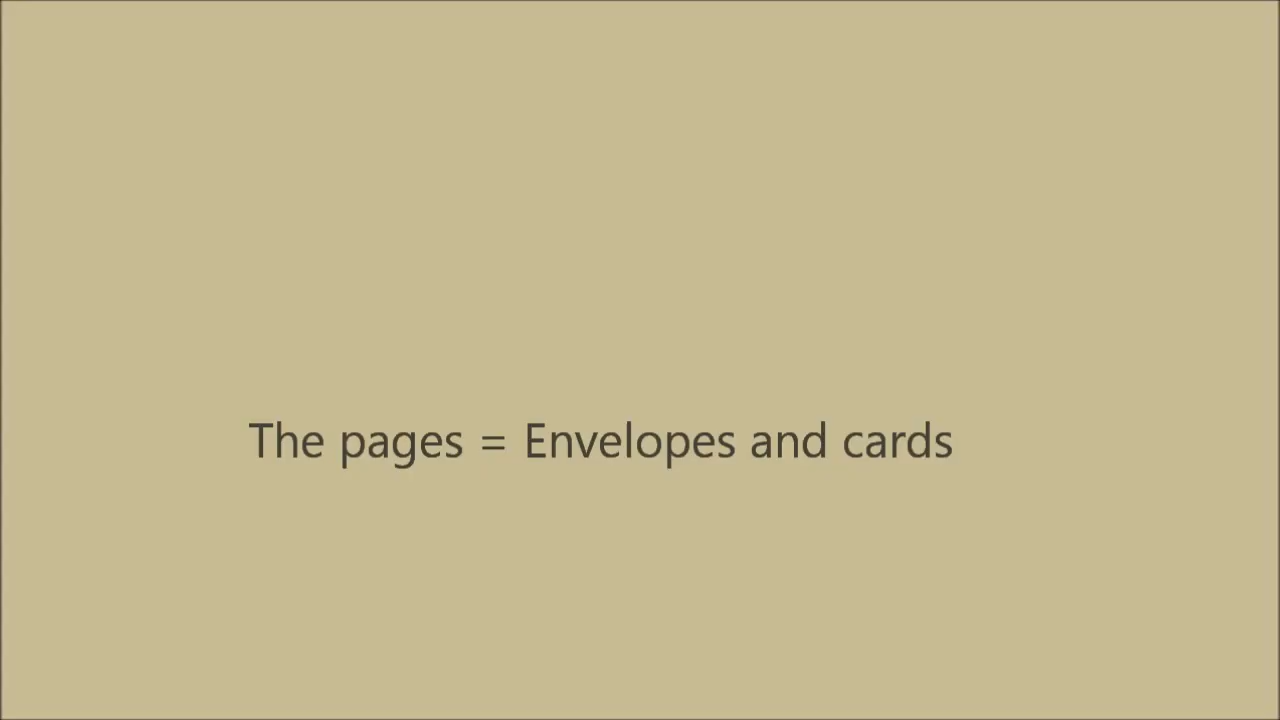 The pages = Envelopes and cards